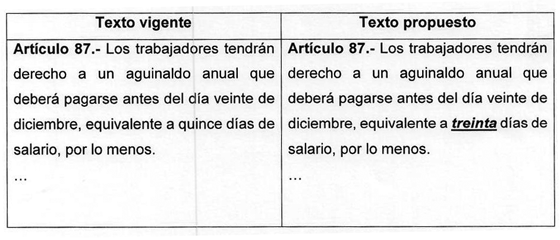 Texto vigente
Artículo 87.- Los trabajadores tendrán
derecho a un aguinaldo anual que
deberá pagarse antes del día veinte de
diciembre, equivalente a quince días de
salario, por lo menos.
…
Texto propuesto
Artículo 87.- Los trabajadores tendrán
derecho a un aguinaldo anual que
deberá pagarse antes del día veinte de
diciembre, equivalente a treinta días de
salario, por lo menos.
…